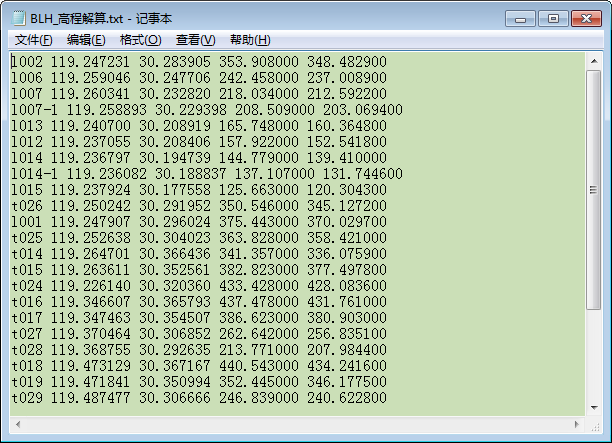 BLH_高程解算.txt - 记事本
文件(F) 编辑(E) 格式(O) 查看(V) 帮助(H)
l002 119.247231 30.283905 353.908000 348.482900
l006 119.259046 30.247706 242.458000 237.008900
l007 119.260341 30.232820 218.034000 212.592200
l007-1 119.258893 30.229398 208.509000 203.069400
l013 119.240700 30.208919 165.748000 160.364800
l012 119.237055 30.208406 157.922000 152.541800
l014 119.236797 30.194739 144.779000 139.410000
l014-1 119.236082 30.188837 137.107000 131.744600
l015 119.237924 30.177558 125.663000 120.304300
t026 119.250242 30.291952 350.546000 345.127200
l001 119.247907 30.296024 375.443000 370.029700
t025 119.252638 30.304023 363.828000 358.421000
t014 119.264701 30.366436 341.357000 336.075900
t015 119.263611 30.352561 382.823000 377.497800
t024 119.226140 30.320360 433.428000 428.083600
t016 119.346607 30.365793 437.478000 431.761000
t017 119.347463 30.354507 386.623000 380.903000
t027 119.370464 30.306852 262.642000 256.835100
t028 119.368755 30.292635 213.771000 207.984400
t018 119.473129 30.367167 440.543000 434.241600
t019 119.471841 30.350994 352.445000 346.177500
t029 119.487477 30.306666 246.839000 240.622800